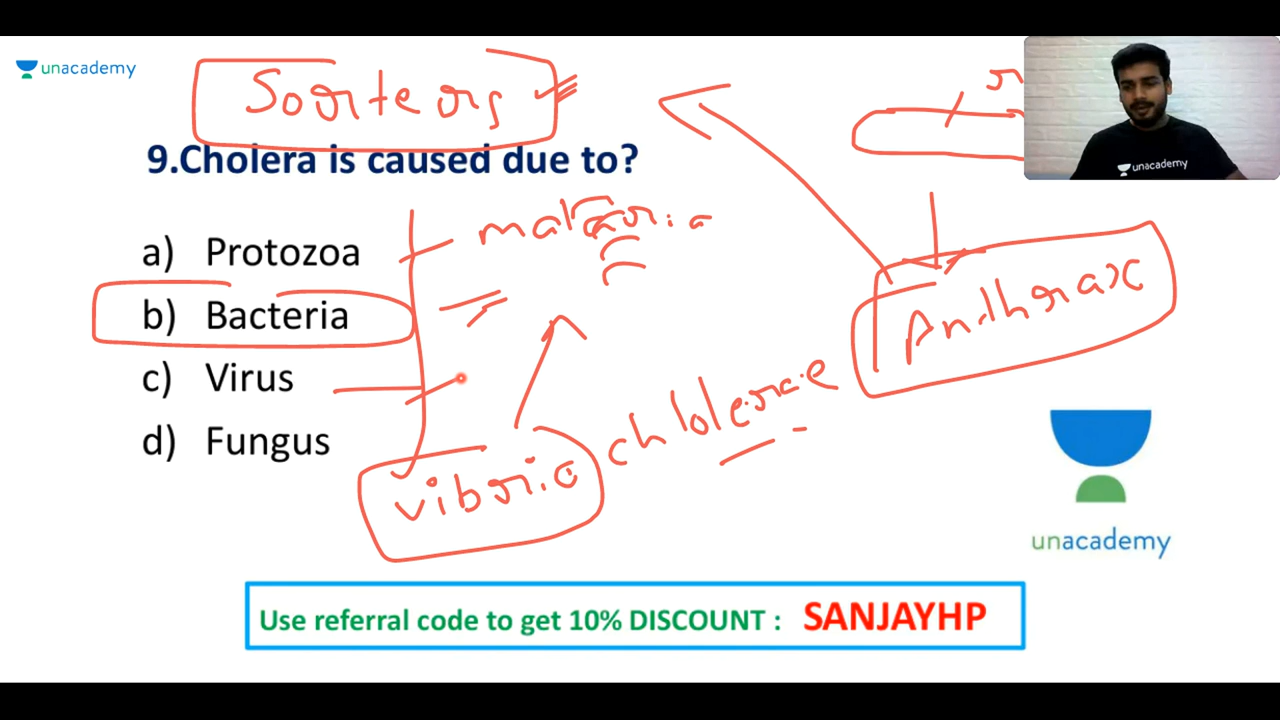 unacademy
Soorteors
unacademy
9.Cholera is caused due to?
a) Protozoa
malaria
b) Bacteria
Anthrax
c) Virus
chlolerae
d) Fungus
vibrio
unacademy
Use referral code to get 10% DISCOUNT : SANJAYHP